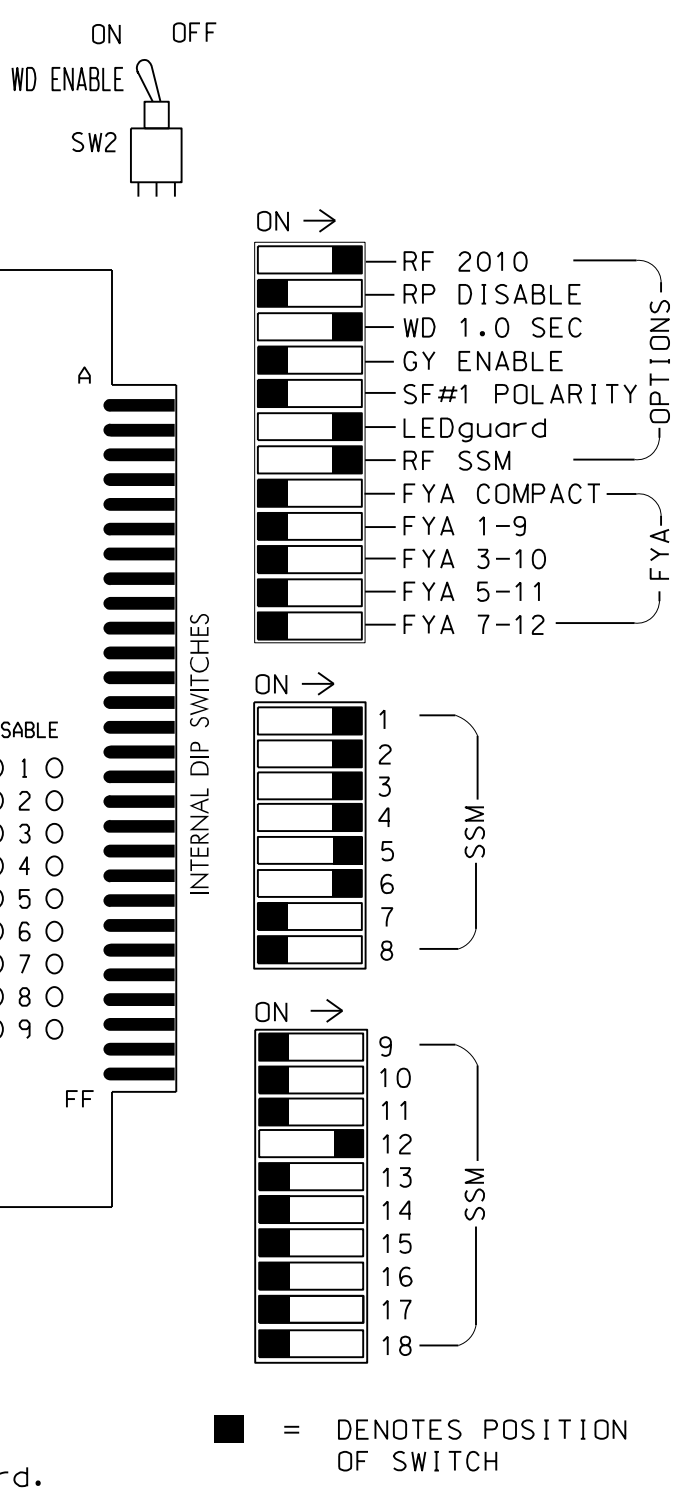 ON OFF
WD ENABLE
SW2
ON
RF 2010
RP DISABLE
WD 1.0 SEC
GY ENABLE
SF#1 POLARITY
LEDguard
RF SSM
OPTIONS
FYA COMPACT
FYA 1-9
FYA 3-10
FYA 5-11
FYA 7-12
FYA
A
FF
INTERNAL DIP SWITCHES
SABLE
1
2
3
4
5
6
7
8
9
ON
1
2
3
4
5
6
7
8
SSM
ON
9
10
11
12
13
14
15
16
17
18
SSM
= DENOTES POSITION
OF SWITCH
rd.